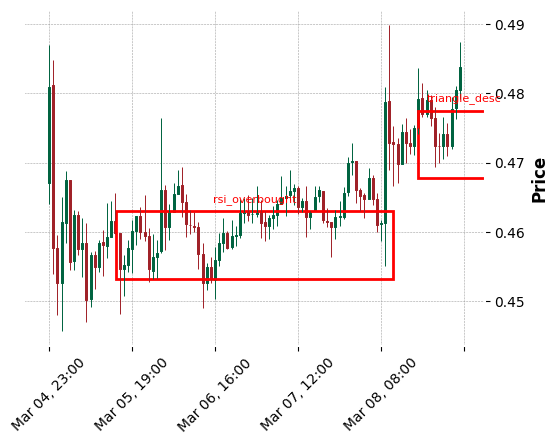 0.49
0.48
0.47
0.46
0.45
Price
triangle_desc
rsi_overbought
Mar 04, 23:00
Mar 05, 19:00
Mar 06, 16:00
Mar 07, 12:00
Mar 08, 08:00